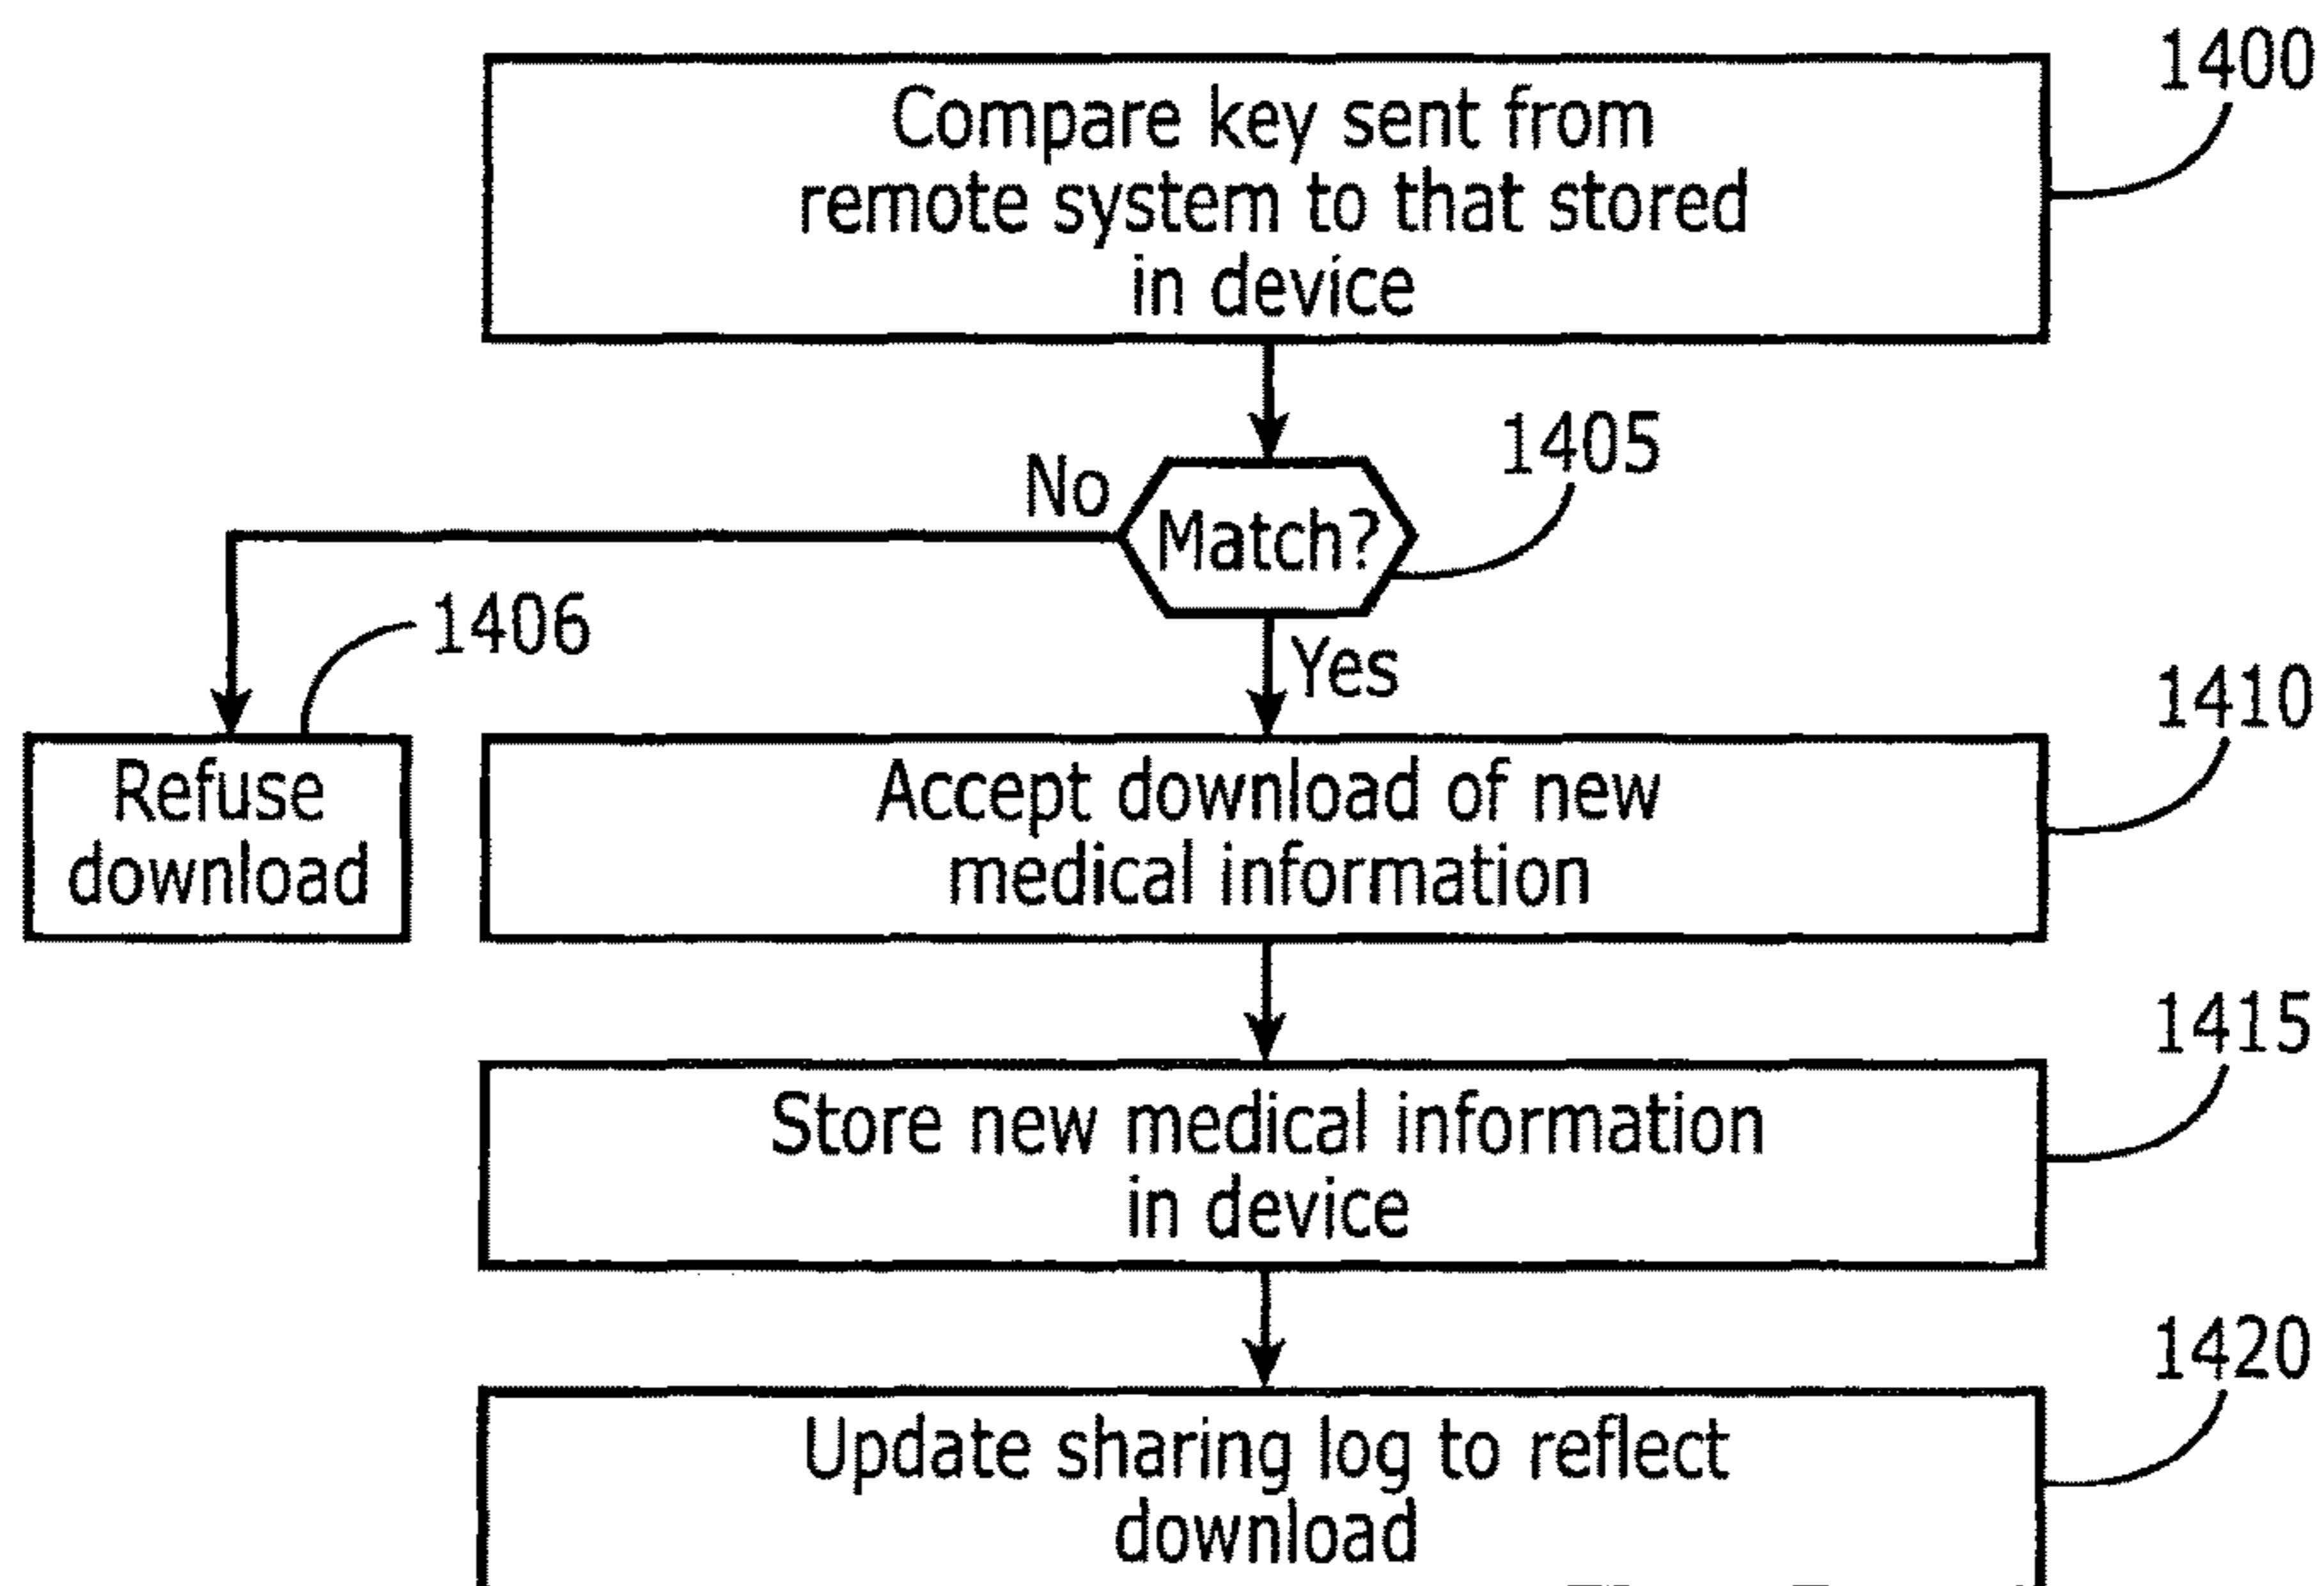 1400
Compare key sent from
remote system to that stored
in device
1405
No
Match?
1406
Yes
1410
Refuse
download
Accept download of new
medical information
1415
Store new medical information
in device
1420
Update sharing log to reflect
download